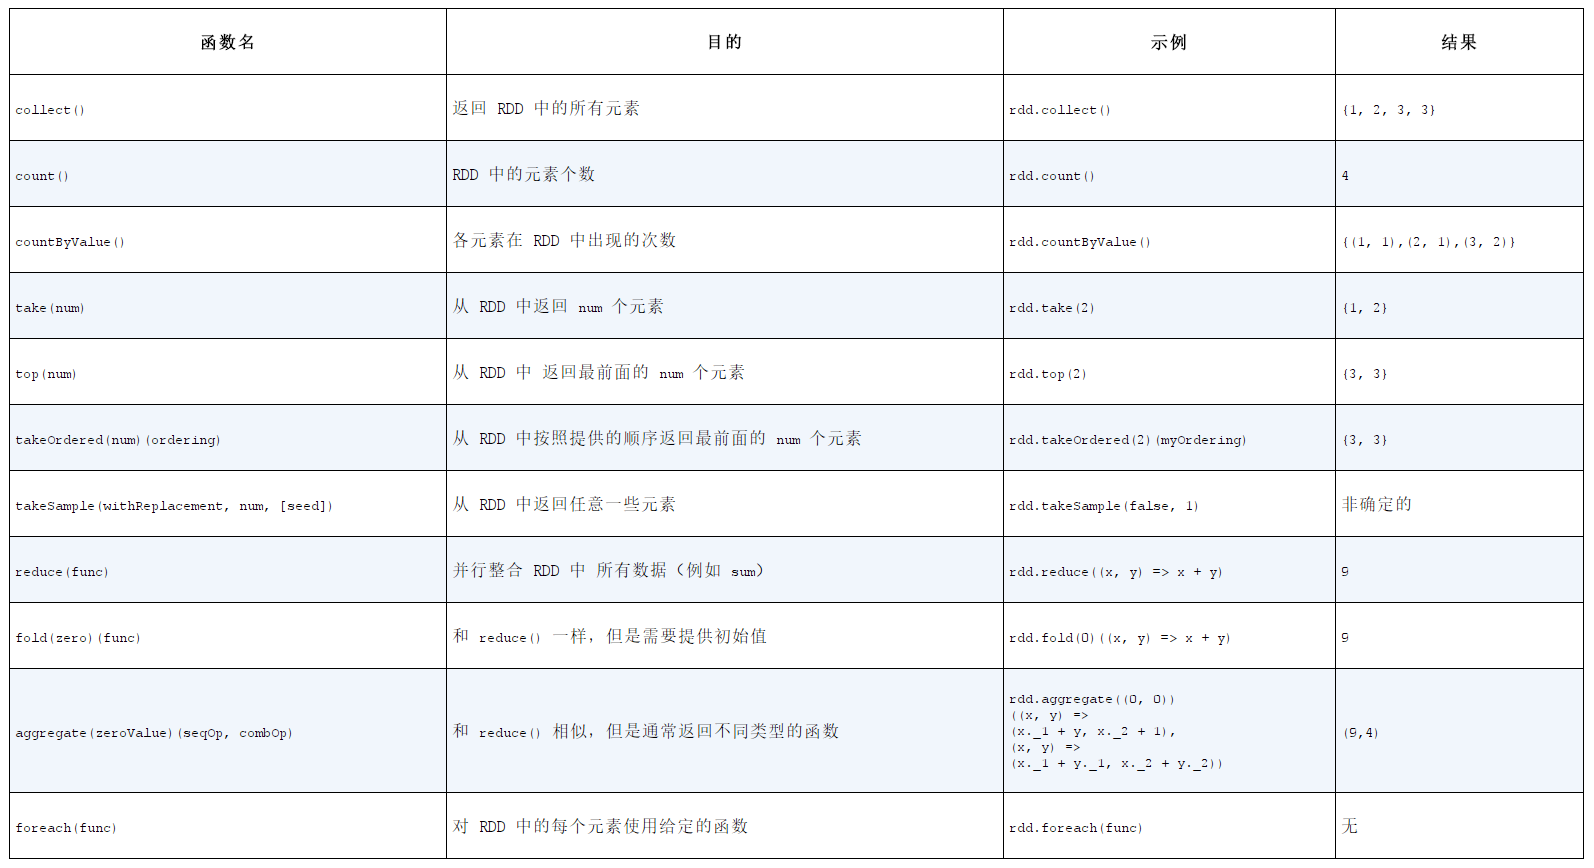 函数名 目的 示例 结果
collect() 返回 RDD 中的所有元素 rdd.collect() {1, 2, 3, 3}
count() RDD 中的元素个数 rdd.count() 4
countByValue() 各元素在 RDD 中出现的次数 rdd.countByValue() {(1, 1),(2, 1),(3, 2)}
take(num) 从 RDD 中返回 num 个元素 rdd.take(2) {1, 2}
top(num) 从 RDD 中 返回最前面的 num 个元素 rdd.top(2) {3, 3}
takeOrdered(num)(ordering) 从 RDD 中按照提供的顺序返回最前面的 num 个元素 rdd.takeOrdered(2)(myOrdering) {3, 3}
takeSample(withReplacement, num, [seed]) 从 RDD 中返回任意一些元素 rdd.takeSample(false, 1) 非确定的
reduce(func) 并行整合 RDD 中 所有数据（例如 sum） rdd.reduce((x, y) => x + y) 9
fold(zero)(func) 和 reduce() 一样，但是需要提供初始值 rdd.fold(0)((x, y) => x + y) 9
aggregate(zeroValue)(seqOp, combOp) 和 reduce() 相似，但是通常返回不同类型的函数 rdd.aggregate((0, 0))
((x, y) =>
(x._1 + y, x._2 + 1),
(x, y) =>
(x._1 + y._1, x._2 + y._2)) (9,4)
foreach(func) 对 RDD 中的每个元素使用给定的函数 rdd.foreach(func) 无